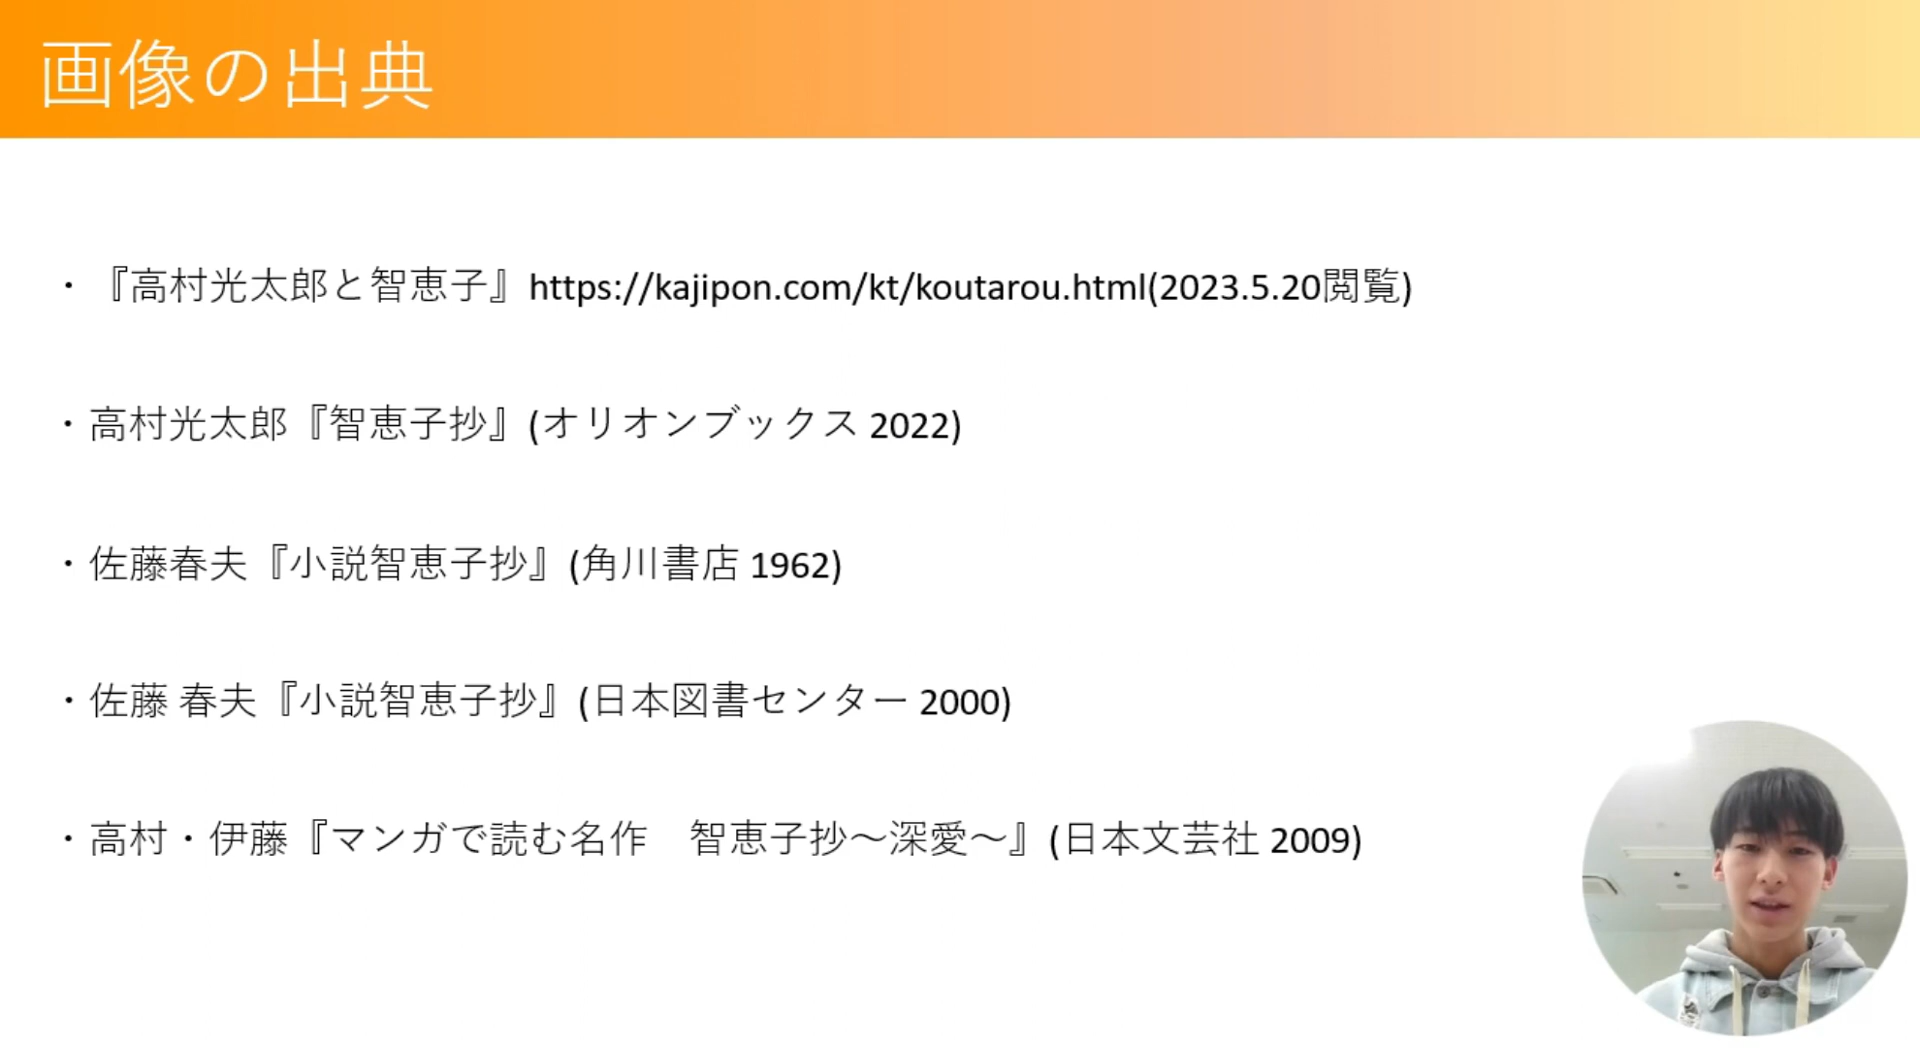 画像の出典
・『高村光太郎と智恵子』https://kajipon.com/kt/koutarou.html(2023.5.20閲覧)
・高村光太郎『智恵子抄』(オリオンブックス 2022)
・佐藤春夫『小説智恵子抄』(角川書店 1962)
・佐藤 春夫『小説智恵子抄』(日本図書センター 2000)
・高村・伊藤『マンガで読む名作　智恵子抄〜深愛〜』(日本文芸社 2009)